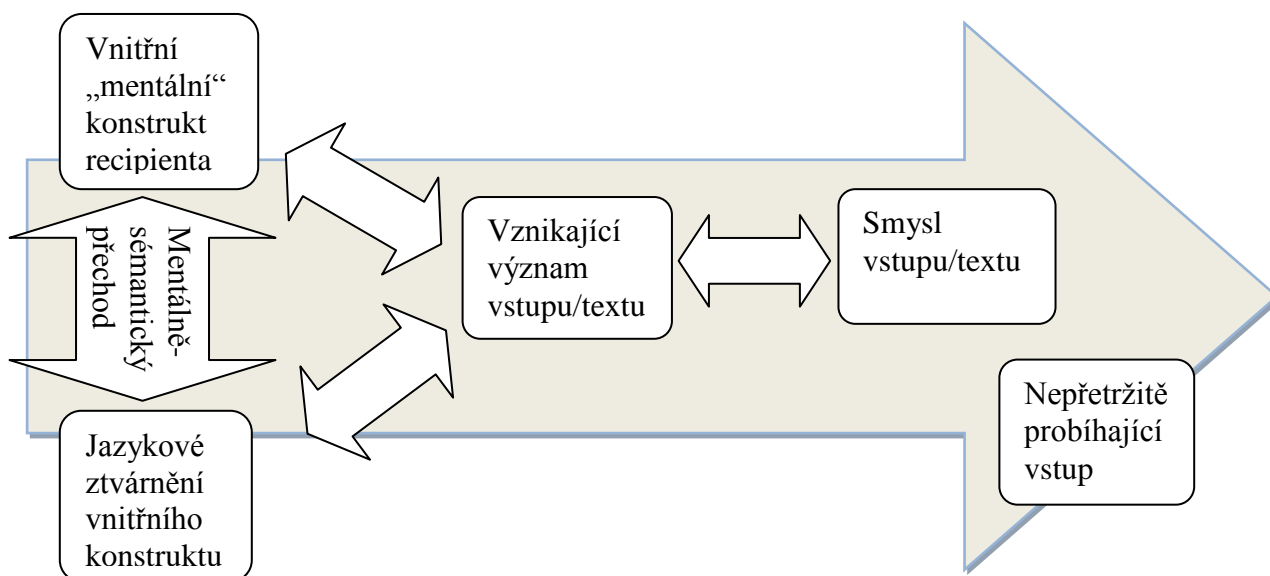 Vnitřní
„mentální“
konstrukt
recipienta
Mentálně-
sémantický
přechod
Jazykové
ztvárnění
vnitřního
konstruktu
Vznikající
význam
vstupu/textu
Smysl
vstupu/textu
Nepřetržitě
probíhající
vstup